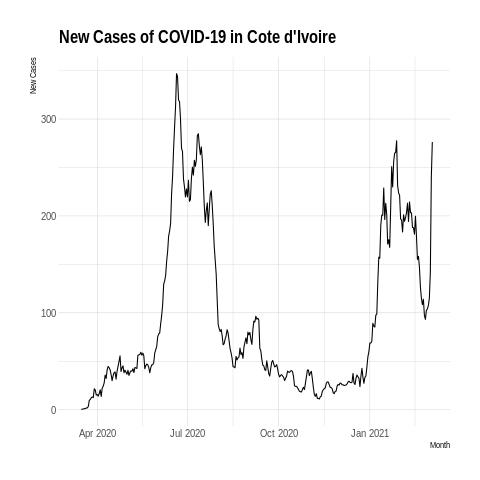 New Cases of COVID-19 in Cote d'Ivoire
New Cases
300
200
100
0
Apr 2020 Jul 2020 Oct 2020 Jan 2021
Month